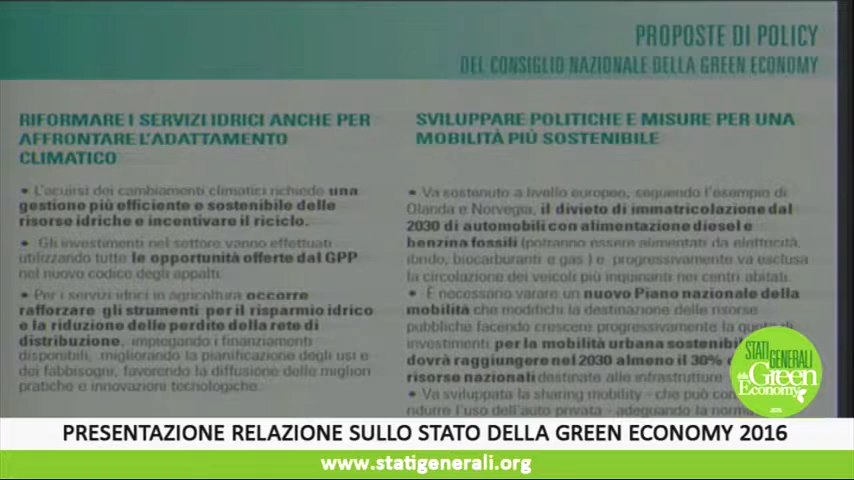 PROPOSTE DI POLICY
DEL CONSIGLIO NAZIONALE DELLA GREEN ECONOMY
RIFORMARE I SERVIZI IDRICI ANCHE PER
AFFRONTARE L'ADATTAMENTO
CLIMATICO
• L'acuirsi dei cambiamenti climatici richiede una
gestione più efficiente e sostenibile delle
risorse idriche e incentivare il riciclo.
• Gli investimenti nel settore vanno effettuati
utilizzando tutte le opportunità offerte dal GPP
nel nuovo codice degli appalti.
• Per i servizi idrici in agricoltura occorre
rafforzare gli strumenti per il risparmio idrico
e la riduzione delle perdite della rete di
distribuzione, impiegando i finanziamenti
disponibili, migliorando la pianificazione degli usi e
dei fabbisogni, favorendo la diffusione delle migliori
pratiche e innovazioni tecnologiche.
SVILUPPARE POLITICHE E MISURE PER UNA
MOBILITÀ PIÙ SOSTENIBILE
• Va sostenuto a livello europeo, seguendo l'esempio di
Olanda e Norvegia, il divieto di immatricolazione dal
2030 di automobili con alimentazione diesel e
benzina fossili (potranno essere alimentati da elettricità,
ibrido, biocarburanti e gas) e progressivamente va esclusa
la circolazione dei veicoli più inquinanti nei centri abitati.
• È necessario varare un nuovo Piano nazionale della
mobilità che modifichi la destinazione delle risorse
pubbliche facendo crescere progressivamente la quota
investimenti per la mobilità urbana
dovrà raggiungere nel 2030 almeno il 30%
risorse nazionali destinate alle infrastrutture
• Va sviluppata la sharing mobility - che può
ridurre l'uso dell'auto privata - adeguando la
STATI
GENERALI
della
Green
Economy
2016
PRESENTAZIONE RELAZIONE SULLO STATO DELLA GREEN ECONOMY 2016
www.statigenerali.org